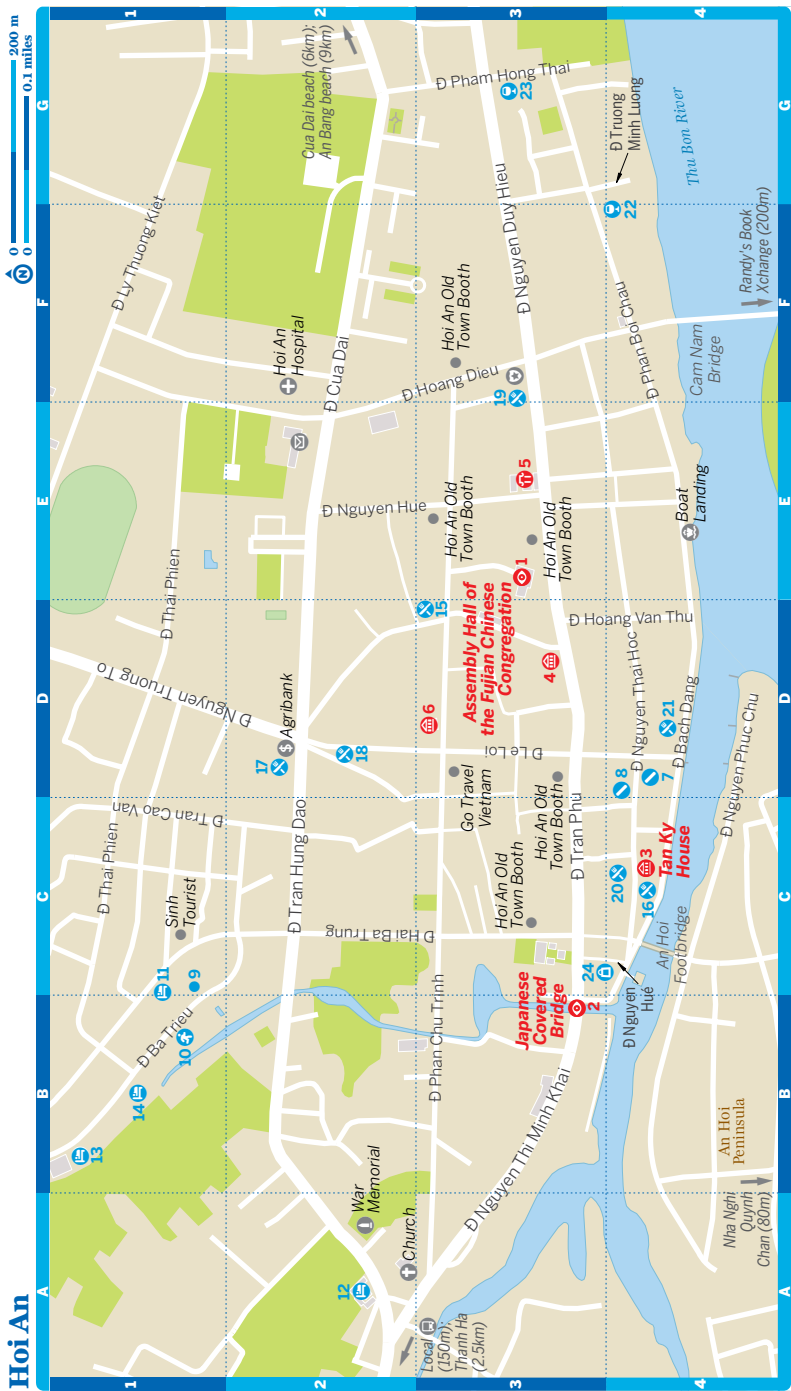 Hoi An
N
0
200 m
0
0.1 miles
1
2
3
4
A
B
C
D
E
F
G
A
B
C
D
E
F
G
1
2
3
4
Đ Ly Thuong Kiet
Cua Dai beach (6km);
An Bang beach (9km)
Đ Pham Hong Thai
23
Đ Truong
Minh Luong
Thu Bon River
22
Randy's Book
Xchange (200m)
Đ Nguyen Duy Hieu
Hoi An Old
Town Booth
Hoi An
Hospital
Đ Cua Dai
Đ Hoang Dieu
19
Đ Phan Boi Chau
Cam Nam
Bridge
5
Đ Nguyen Hue
Hoi An Old
Town Booth
Hoi An Old
Town Booth
Boat
Landing
Đ Thai Phien
1
Assembly Hall of
the Fujian Chinese
Congregation
15
Đ Hoang Van Thu
4
6
Đ Nguyen Truong To
$
Agribank
17
18
Đ Le Loi
Đ Nguyen Thai Hoc
Đ Bach Dang
21
8
7
Đ Nguyen Phuc Chu
Go Travel
Vietnam
Hoi An Old
Town Booth
Đ Tran Phu
Đ Tran Cao Van
Đ Thai Phien
Đ Tran Hung Dao
Sinh
Tourist
Hoi An Old
Town Booth
20
16
3
Tan Ky
House
Đ Hai Ba Trung
An Hoi
Footbridge
11
9
24
Đ Nguyen
Hué
Japanese
Covered
Bridge
2
Đ Phan Chu Trinh
Đ Ba Trieu
10
14
13
Đ Nguyen Thi Minh Khai
An Hoi
Peninsula
Nha Nghi
Quynh
Chan (80m)
War
Memorial
Church
12
Local
(150m);
Thanh Ha
(2.5km)